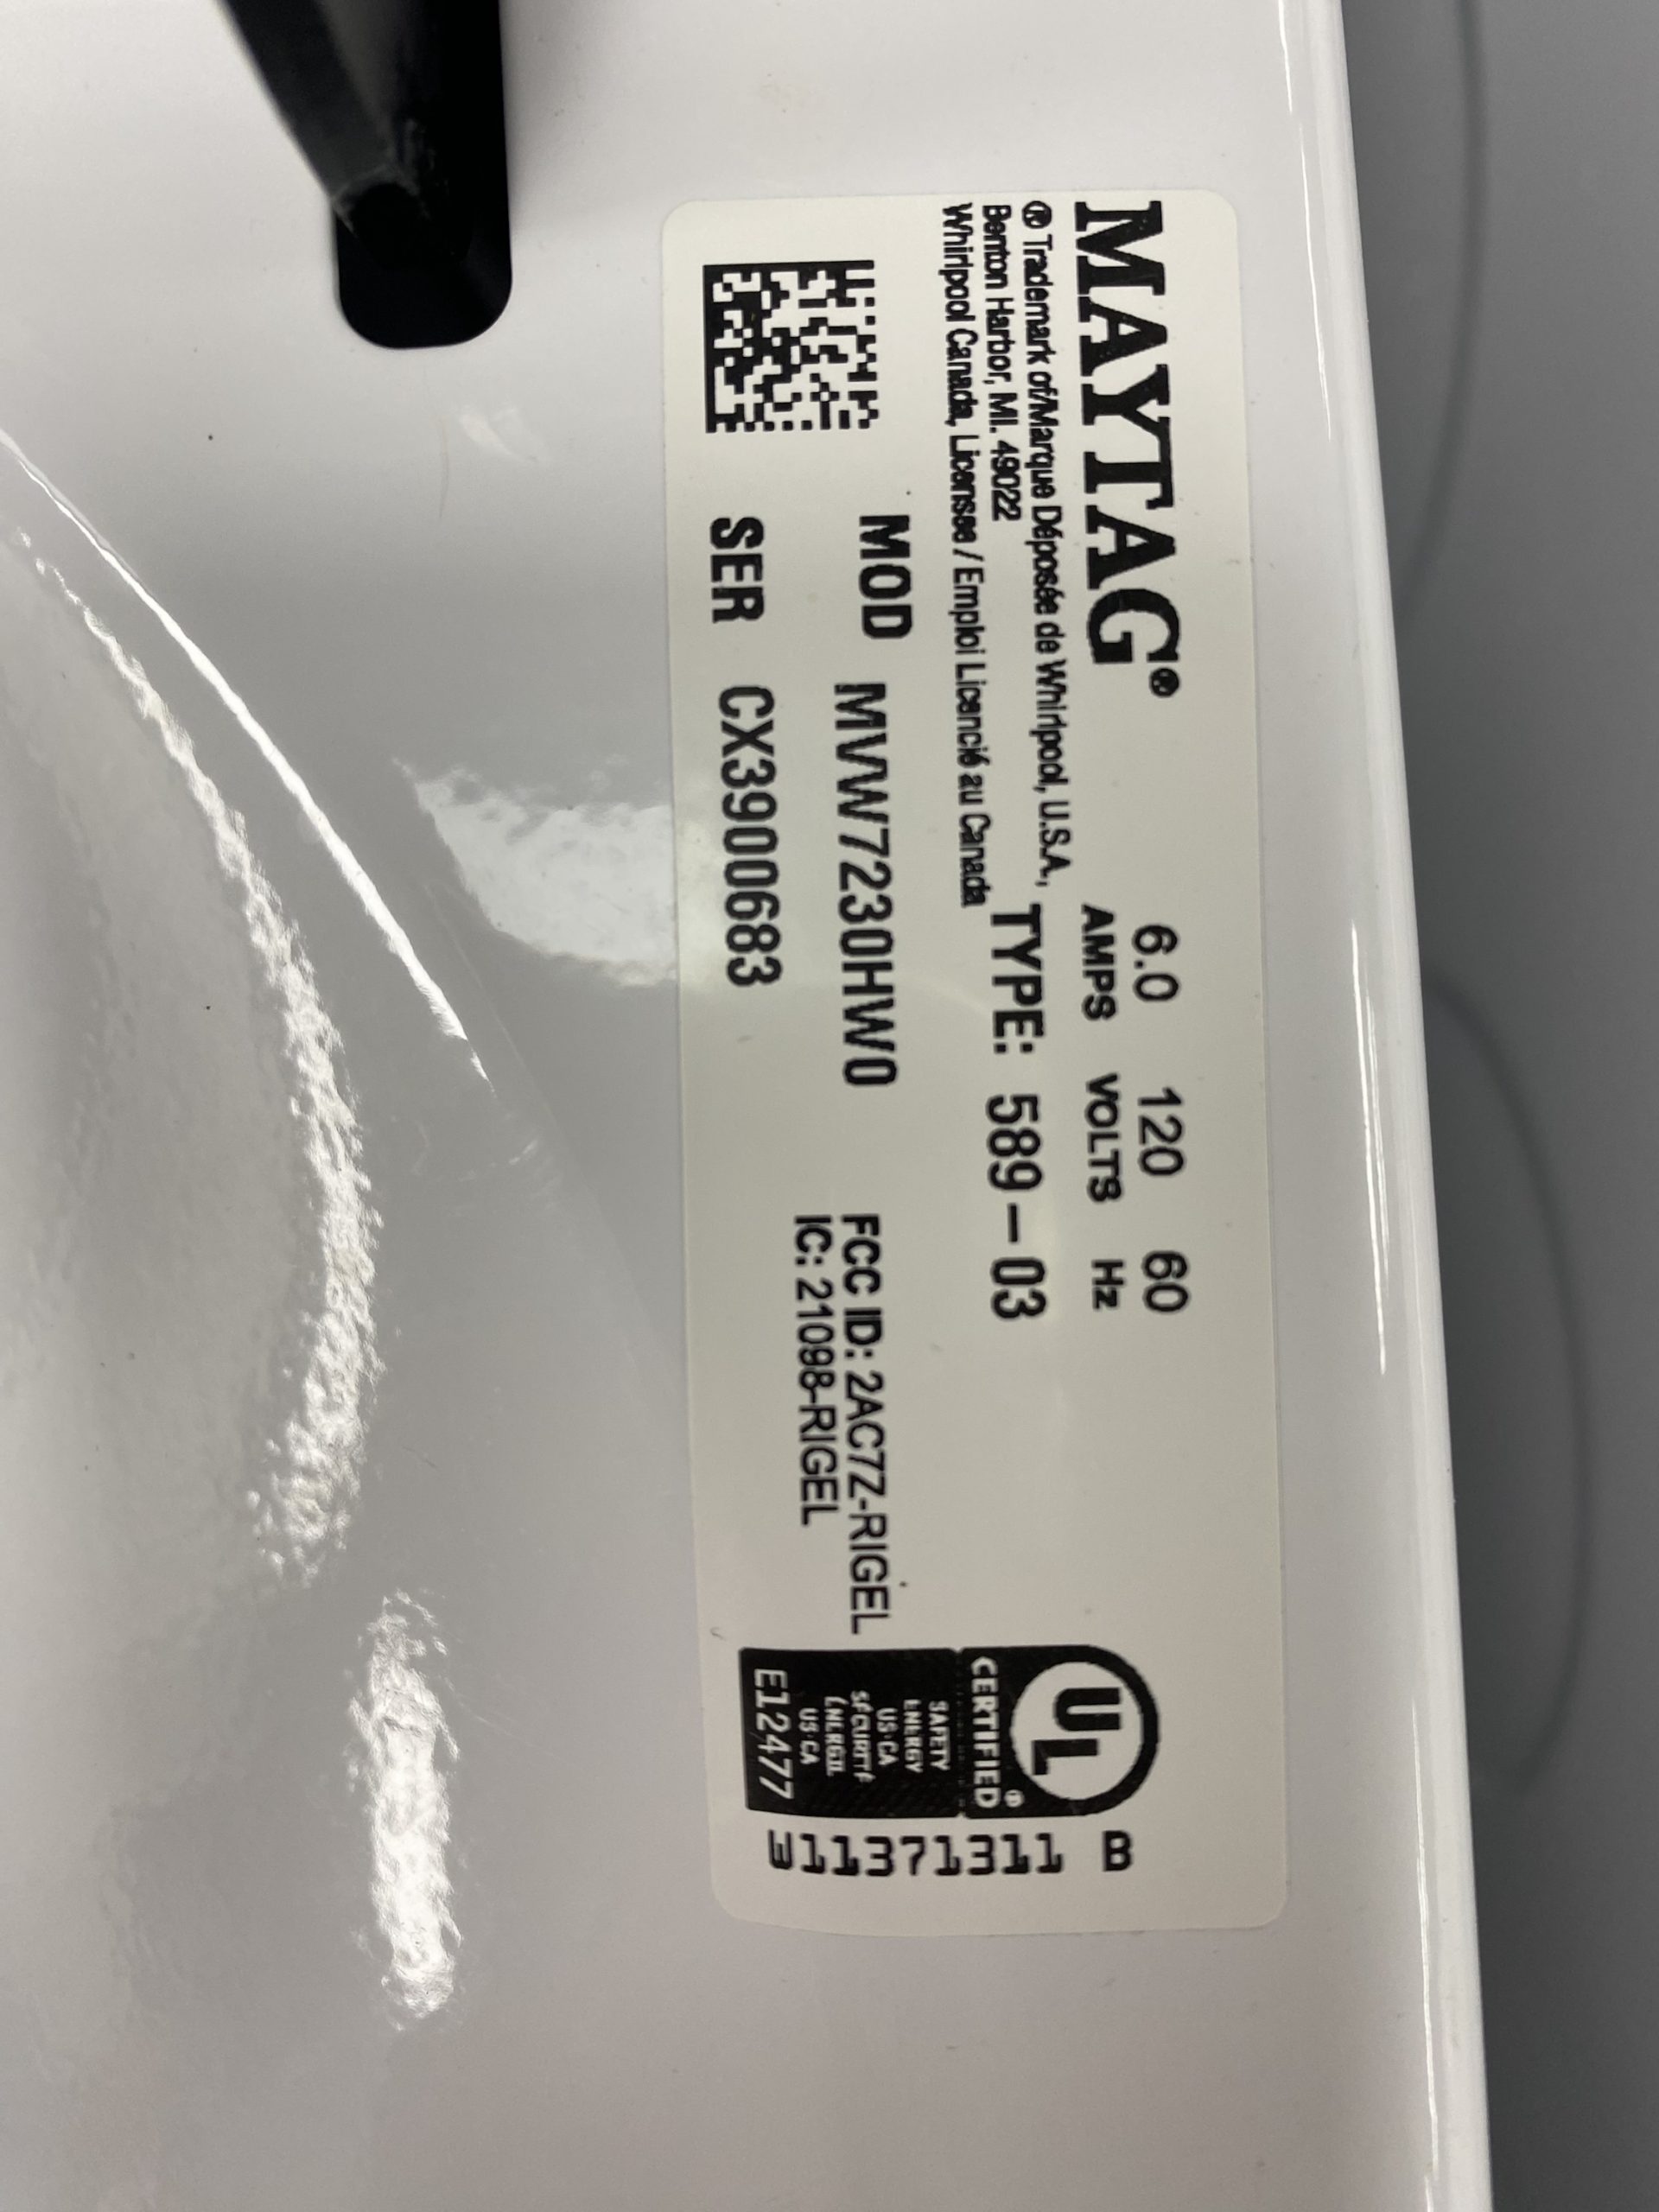 MAYTAG®
® Trademark of/Marque Déposée de Whirlpool, U.S.A.,
Benton Harbor, MI. 49022
Whirlpool Canada, Licensee / Emploi Licencié au Canada
6.0 120 60
AMPS VOLTS Hz
TYPE: 589-03
MOD MVW7230HW0
SER CX3900683
FCC ID: 2AC7Z-RIGEL
IC: 21098-RIGEL
UL
CERTIFIED®
SAFETY
ENERGY
US·CA
SÉCURITÉ
ÉNERGIE
US·CA
E12477
W11371311 B